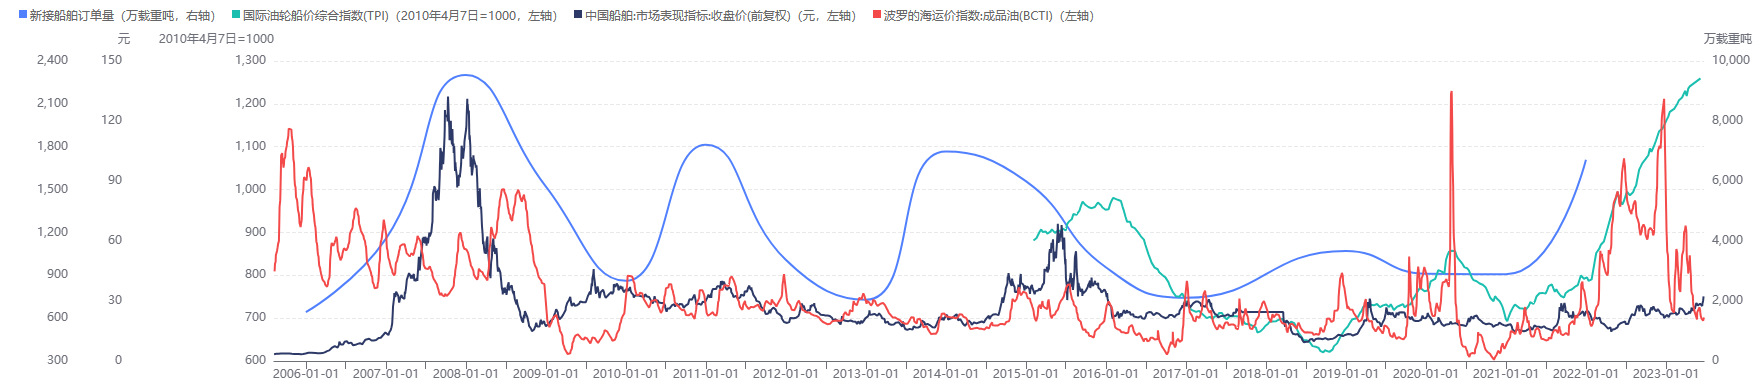 新接船舶订单量（万载重吨，右轴） 国际油轮船价综合指数(TPI)（2010年4月7日=1000，左轴） 中国船舶:市场表现指标:收盘价(前复权)（元，左轴） 波罗的海运价指数:成品油(BCTI)（左轴）
元 2010年4月7日=1000 万载重吨
2,400 150 1,300 10,000
2,100 120 1,200 8,000
1,800 1,100
1,500 90 1,000 6,000
1,200 60 900 4,000
900 800
600 30 700 2,000
300 0 600 0
2006-01-01 2007-01-01 2008-01-01 2009-01-01 2010-01-01 2011-01-01 2012-01-01 2013-01-01 2014-01-01 2015-01-01 2016-01-01 2017-01-01 2018-01-01 2019-01-01 2020-01-01 2021-01-01 2022-01-01 2023-01-01